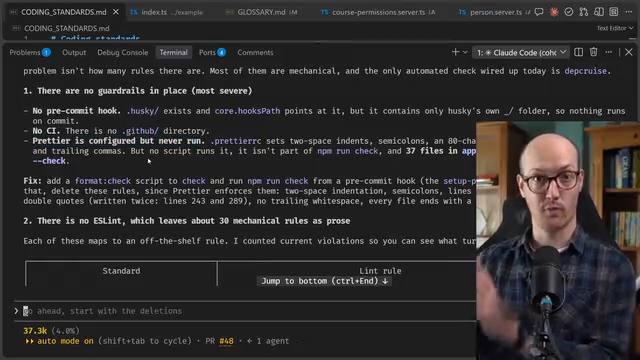 CODING_STANDARDS.md
index.ts .../example
GLOSSARY.md
course-permissions.server.ts
person.server.ts
CODING_STANDARDS.md
Text Editor
# Coding standards
Problems 1 Output Debug Console Terminal Ports 4 Comments
1: ✳ Claude Code (coho
problem isn't how many rules there are. Most of them are mechanical, and the only automated check wired up today is depcruise.
1. There are no guardrails in place (most severe)
- No pre-commit hook. .husky/ exists and core.hooksPath points at it, but it contains only husky's own _/ folder, so nothing runs
on commit.
- No CI. There is no .github/ directory.
- Prettier is configured but never run. .prettierrc sets two-space indents, semicolons, an 80-cha
and trailing commas. But no script runs it, it isn't part of npm run check, and 37 files in app
--check.
Fix: add a format:check script to check and run npm run check from a pre-commit hook (the setup-p
that, delete these rules, since Prettier enforces them: two-space indentation, semicolons, lines
double quotes (written twice: lines 243 and 289), no trailing whitespace, every file ends with a
2. There is no ESLint, which leaves about 30 mechanical rules as prose
Each of these maps to an off-the-shelf rule. I counted current violations so you can see what tur
Standard Lint rule
Jump to bottom (ctrl+End) ↓
❯ go ahead, start with the deletions
37.3k (4.0%)
⏵⏵ auto mode on (shift+tab to cycle) · PR #48 · ← 1 agent